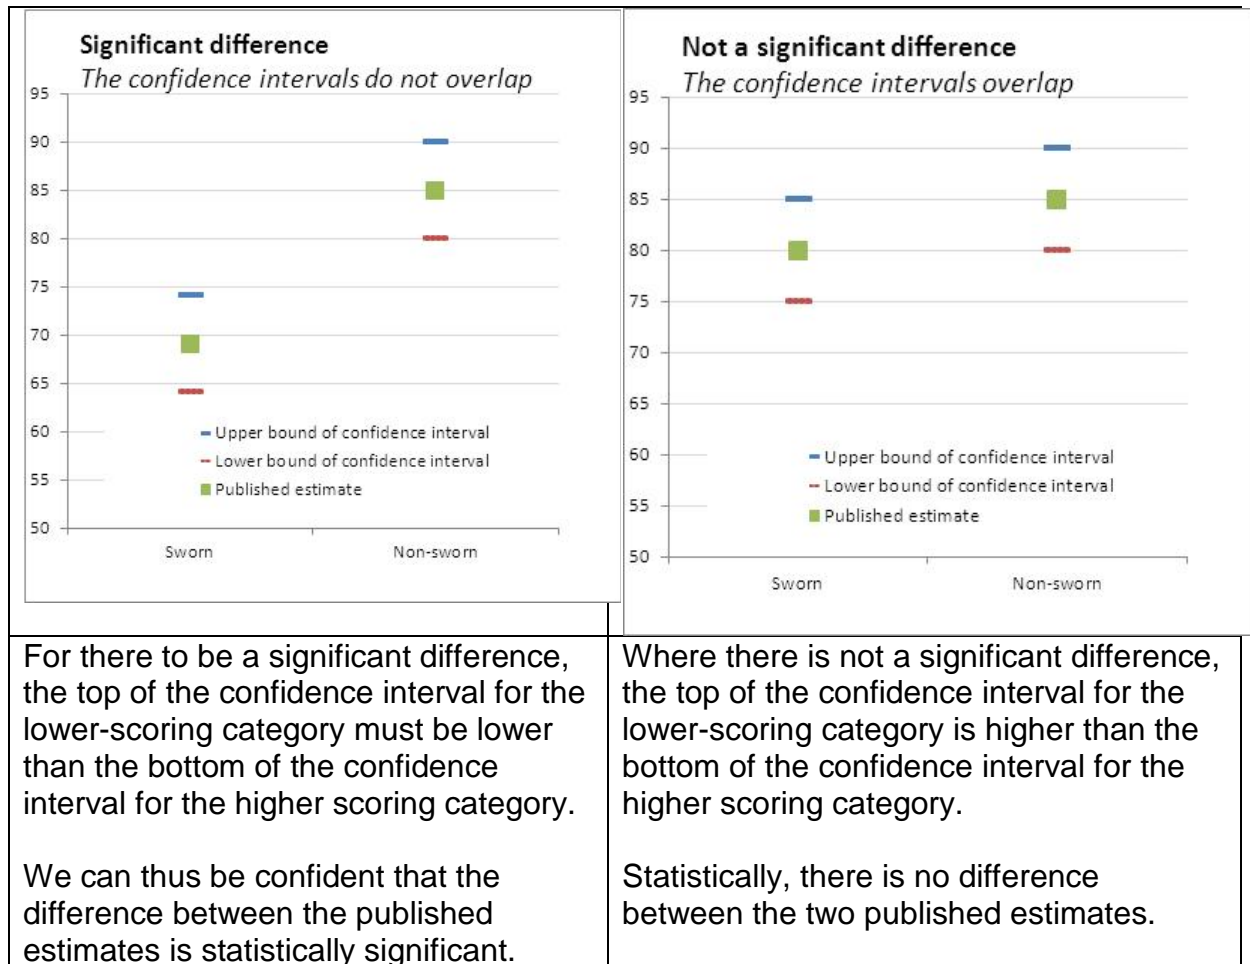 Significant difference
The confidence intervals do not overlap
95
90
85
80
75
70
65
60
55
50
Upper bound of confidence interval
Lower bound of confidence interval
Published estimate
Sworn Non-sworn
Not a significant difference
The confidence intervals overlap
95
90
85
80
75
70
65
60
55
50
Upper bound of confidence interval
Lower bound of confidence interval
Published estimate
Sworn Non-sworn
For there to be a significant difference,
the top of the confidence interval for the
lower-scoring category must be lower
than the bottom of the confidence
interval for the higher scoring category.
We can thus be confident that the
difference between the published
estimates is statistically significant.
Where there is not a significant difference,
the top of the confidence interval for the
lower-scoring category is higher than the
bottom of the confidence interval for the
higher scoring category.
Statistically, there is no difference
between the two published estimates.